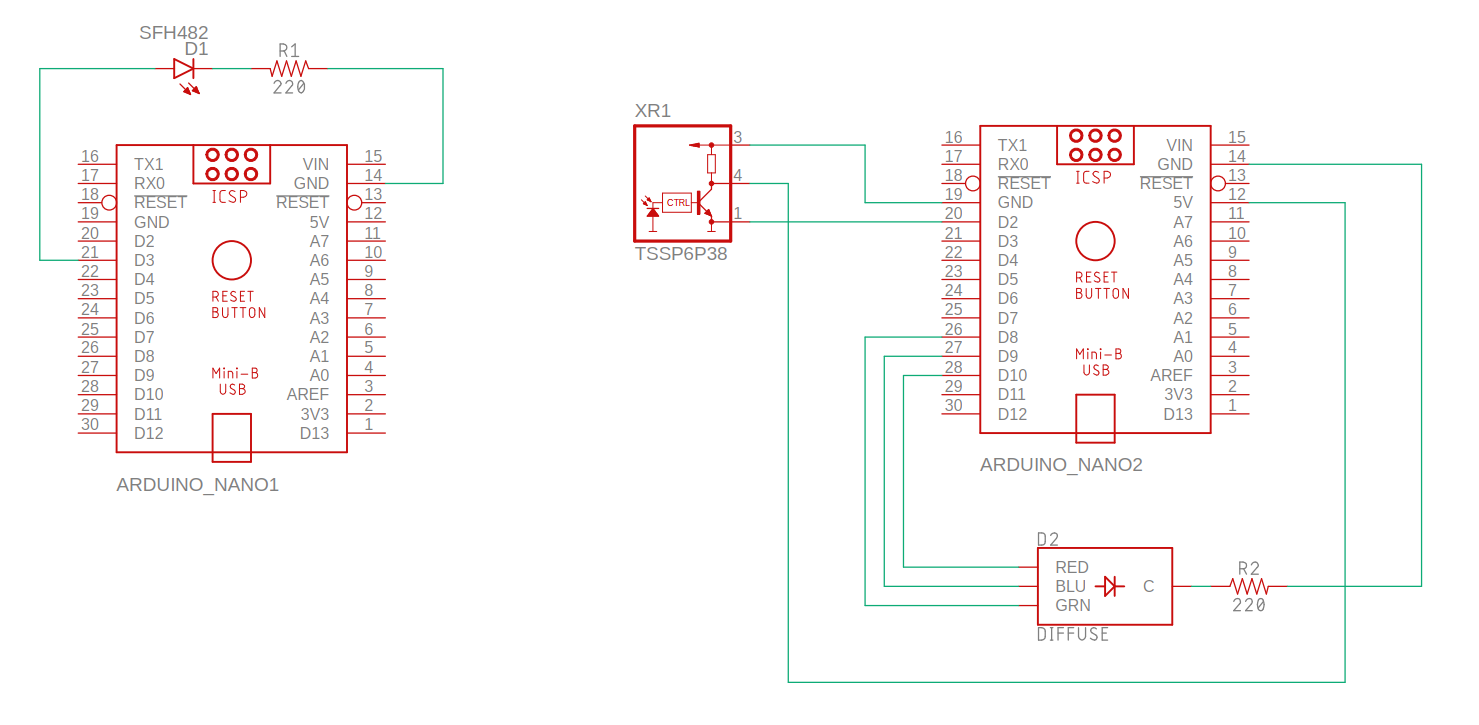 SFH482
D1
R1
220
16 TX1 VIN 15
17 RX0 GND 14
18 RESET ICSP RESET 13
19 GND 5V 12
20 D2 A7 11
21 D3 A6 10
22 D4 A5 9
23 D5 RESET A4 8
24 D6 BUTTON A3 7
25 D7 A2 6
26 D8 A1 5
27 D9 Mini-B A0 4
28 D10 USB AREF 3
29 D11 3V3 2
30 D12 D13 1
ARDUINO_NANO1
XR1
3
4
CTRL
1
TSSP6P38
16 TX1 VIN 15
17 RX0 GND 14
18 RESET ICSP RESET 13
19 GND 5V 12
20 D2 A7 11
21 D3 A6 10
22 D4 A5 9
23 D5 RESET A4 8
24 D6 BUTTON A3 7
25 D7 A2 6
26 D8 A1 5
27 D9 Mini-B A0 4
28 D10 USB AREF 3
29 D11 3V3 2
30 D12 D13 1
ARDUINO_NANO2
D2
RED
BLU C
GRN
DIFFUSE
R2
220